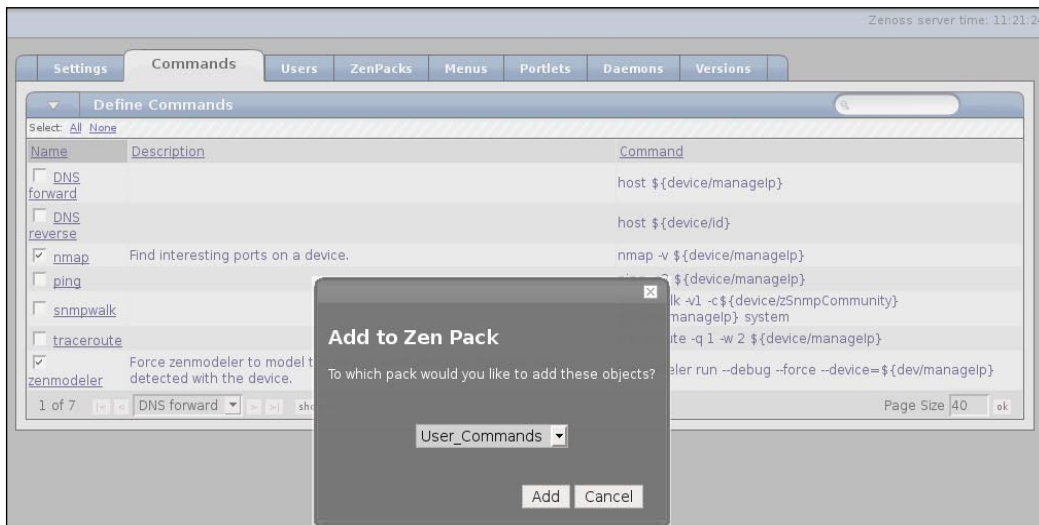 Zenoss server time: 11:21:2
Settings Commands Users ZenPacks Menus Portlets Daemons Versions
Define Commands
Select: All None
Name Description Command
DNS forward host ${device/manageIp}
DNS reverse host ${device/id}
nmap Find interesting ports on a device. nmap -v ${device/manageIp}
ping ${device/manageIp}
snmpwalk -v1 -c${device/zSnmpCommunity}
system
traceroute -q 1 -w 2 ${device/manageIp}
zenmodeler Force zenmodeler to model
detected with the device. run --debug --force --device=${dev/manageIp}
1 of 7 DNS forward Page Size 40 ok
Add to Zen Pack
To which pack would you like to add these objects?
User_Commands
Add Cancel